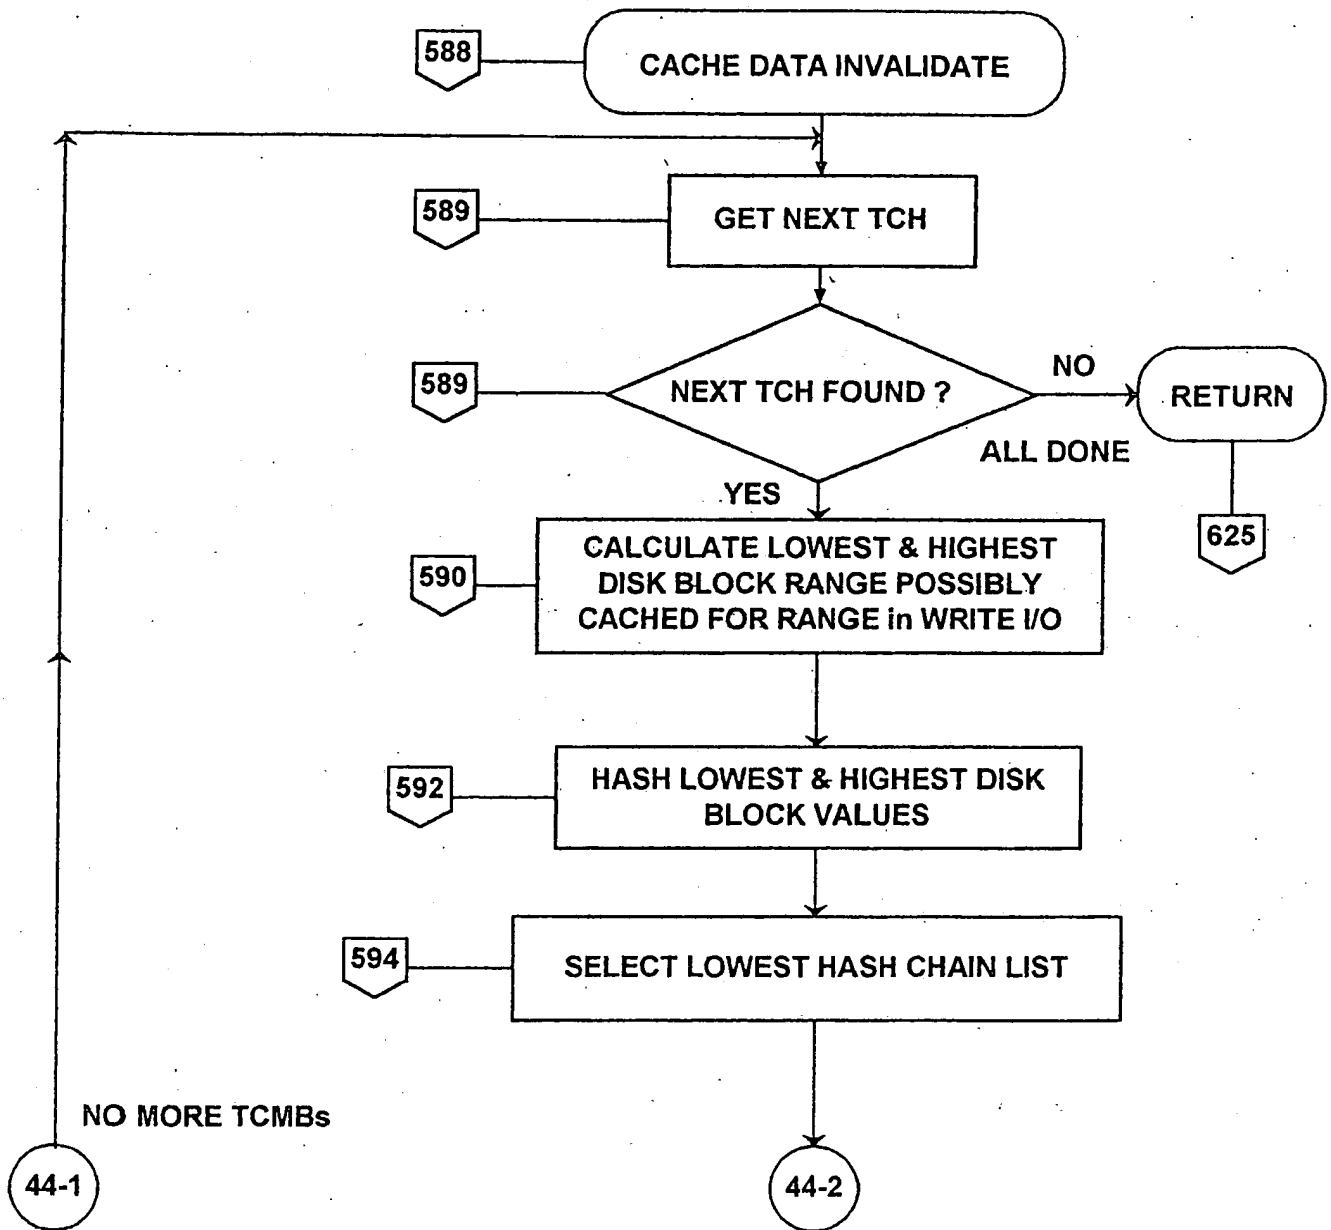 588
CACHE DATA INVALIDATE
589
GET NEXT TCH
589
NEXT TCH FOUND ?
NO
RETURN
ALL DONE
YES
625
590
CALCULATE LOWEST & HIGHEST
DISK BLOCK RANGE POSSIBLY
CACHED FOR RANGE in WRITE I/O
592
HASH LOWEST & HIGHEST DISK
BLOCK VALUES
594
SELECT LOWEST HASH CHAIN LIST
NO MORE TCMBs
44-1
44-2